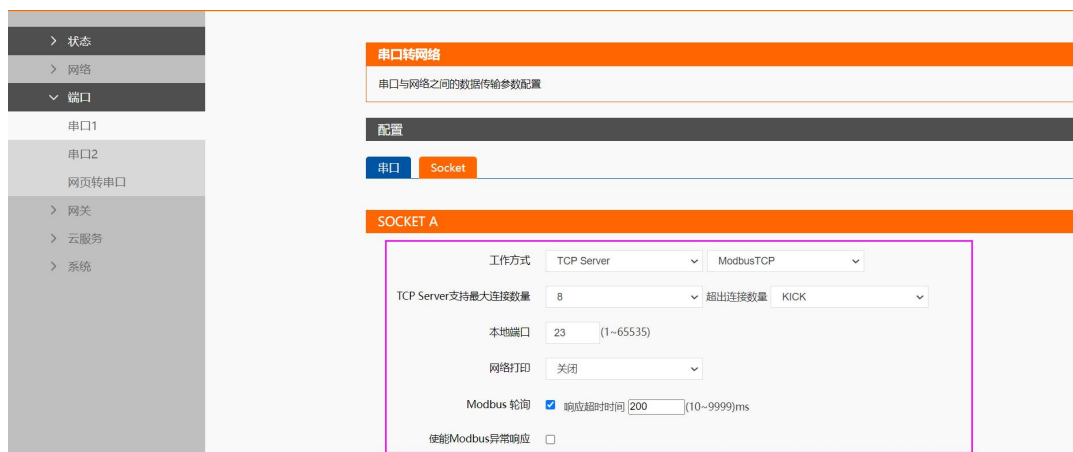 状态
网络
端口
串口1
串口2
网页转串口
网关
云服务
系统
串口转网络
串口与网络之间的数据传输参数配置
配置
串口 Socket
SOCKET A
工作方式 TCP Server ModbusTCP
TCP Server支持最大连接数量 8 超出连接数量 KICK
本地端口 23 (1~65535)
网络打印 关闭
Modbus 轮询 响应超时时间 200 (10~9999)ms
使能Modbus异常响应